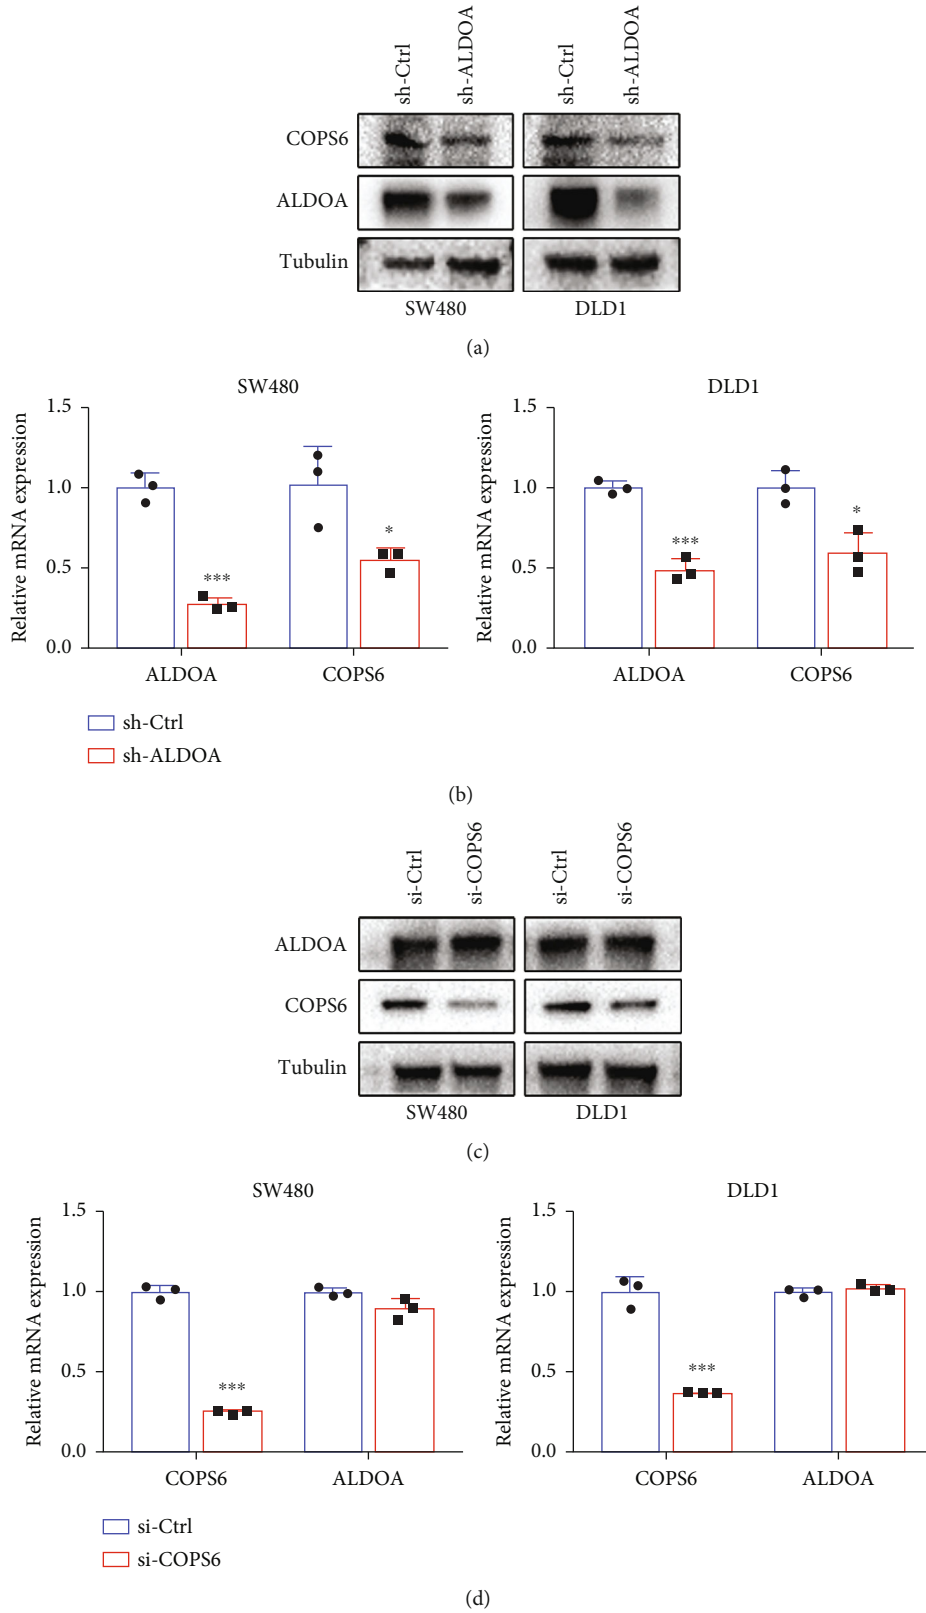 sh-Ctrl
sh-ALDOA
sh-Ctrl
sh-ALDOA
COPS6
ALDOA
Tubulin
SW480
DLD1
(a)
SW480
DLD1
Relative mRNA expression
1.5
1.0
0.5
0.0
***
*
ALDOA
COPS6
Relative mRNA expression
1.5
1.0
0.5
0.0
***
*
ALDOA
COPS6
sh-Ctrl
sh-ALDOA
(b)
si-Ctrl
si-COPS6
si-Ctrl
si-COPS6
ALDOA
COPS6
Tubulin
SW480
DLD1
(c)
SW480
DLD1
Relative mRNA expression
1.5
1.0
0.5
0.0
***
COPS6
ALDOA
Relative mRNA expression
1.5
1.0
0.5
0.0
***
COPS6
ALDOA
si-Ctrl
si-COPS6
(d)